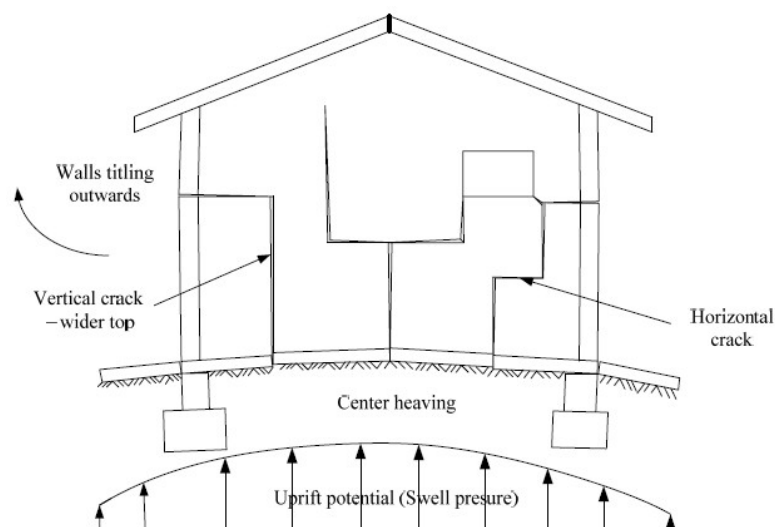 Walls titling
outwards
Vertical crack
–wider top
Horizontal
crack
Center heaving
Uprift potential (Swell presure)